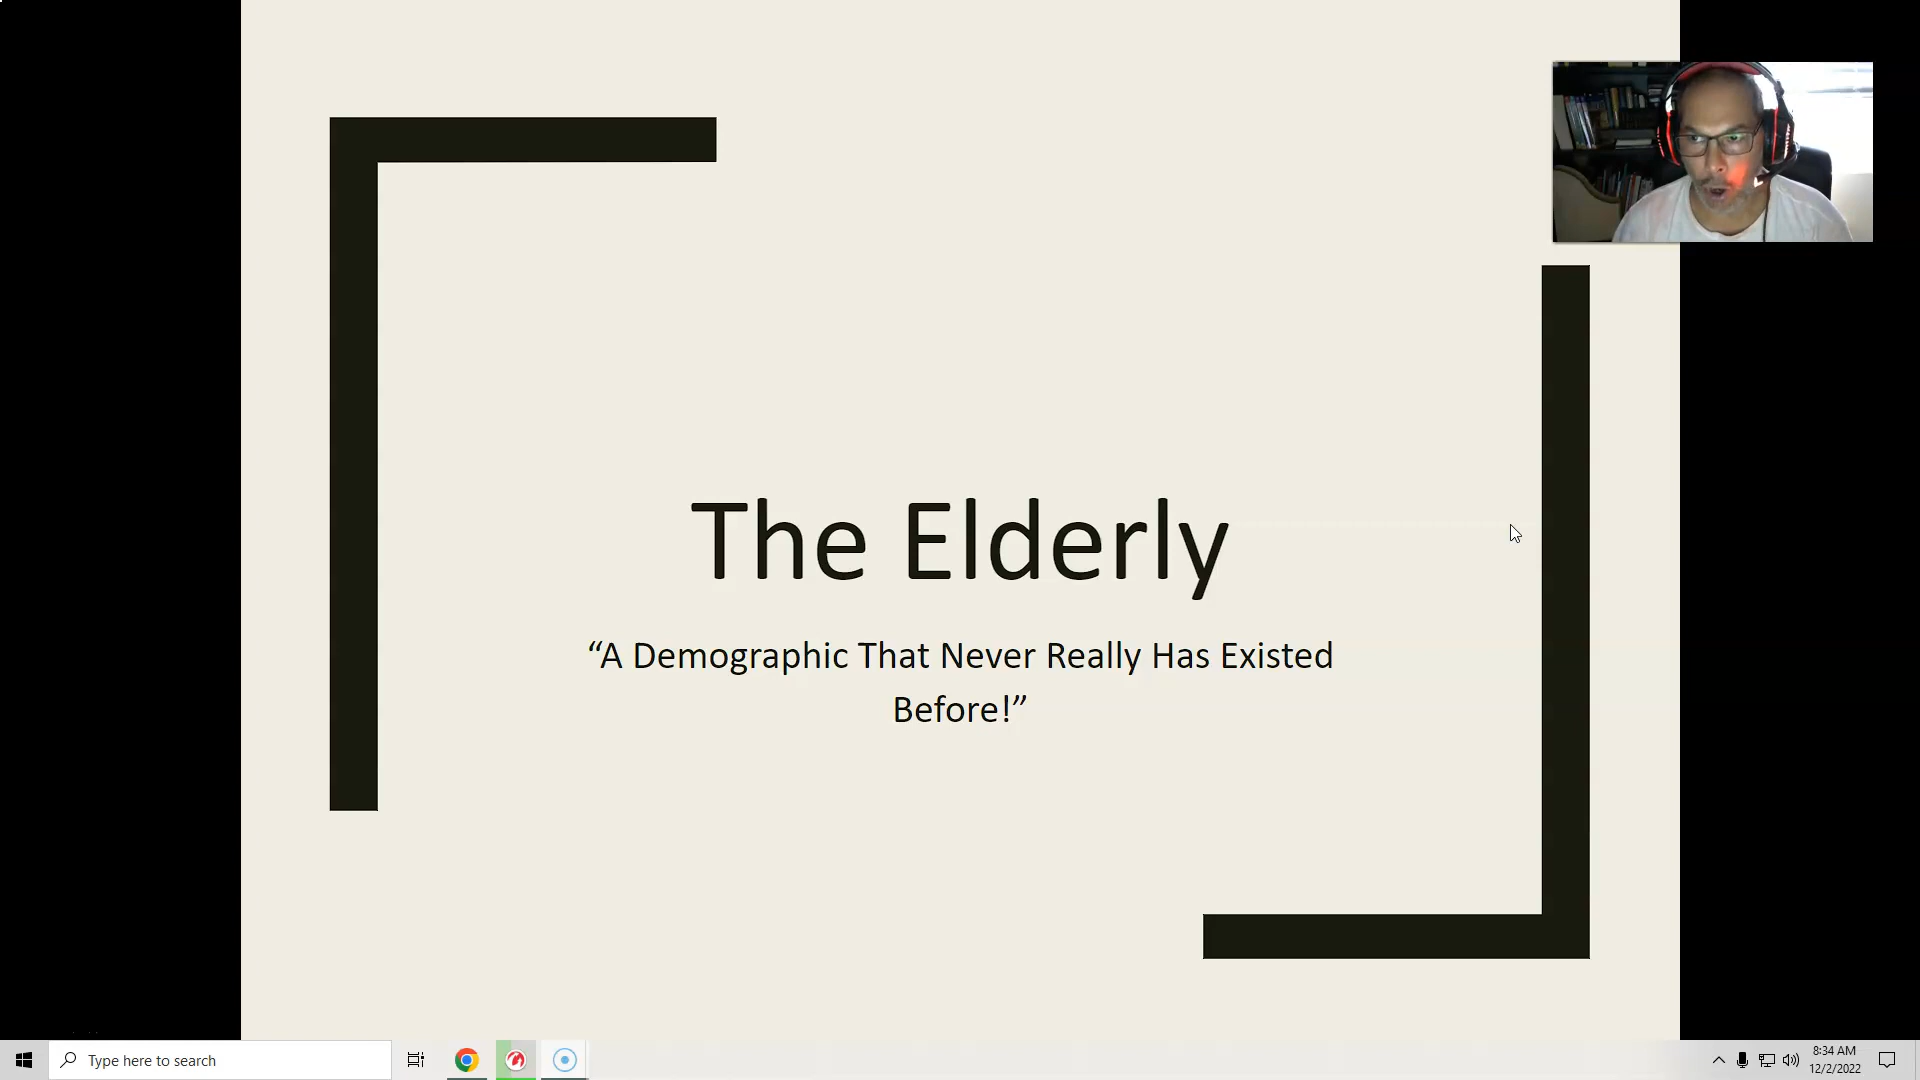 The Elderly
“A Demographic That Never Really Has Existed
Before!”
Type here to search
8:34 AM
12/2/2022